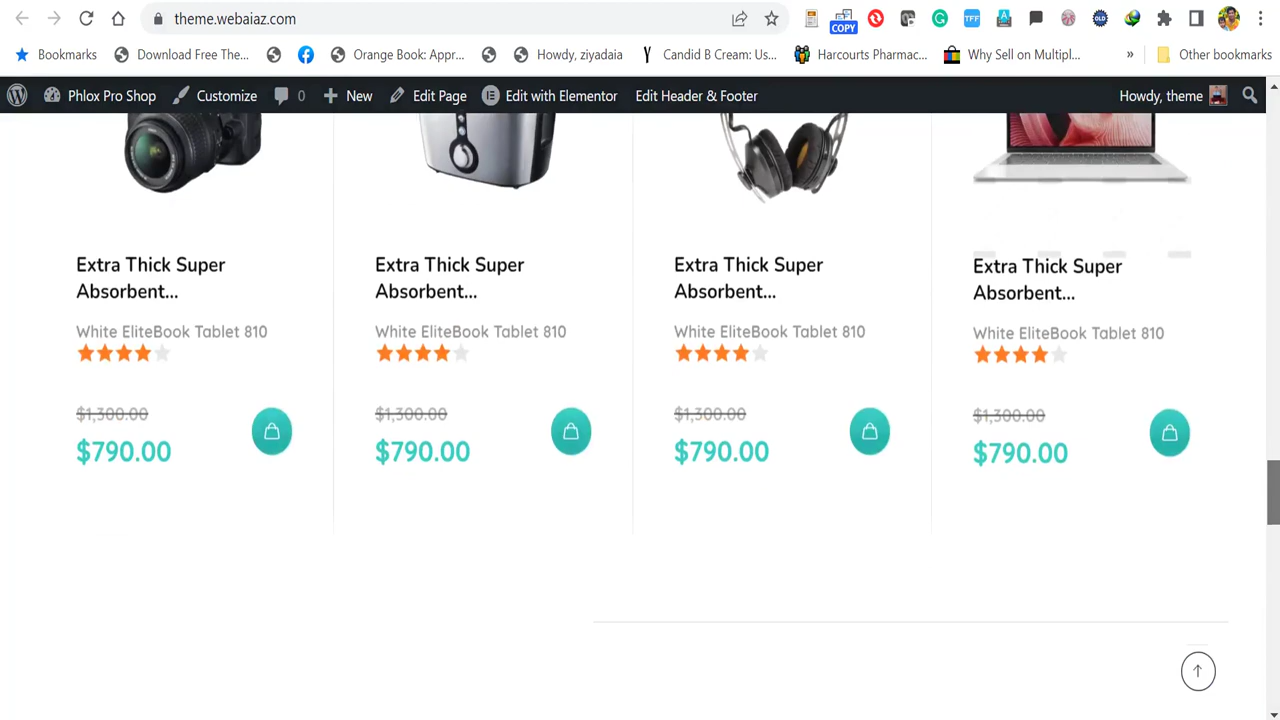 theme.webaiaz.com
COPY
TFF
OLD
Bookmarks
Download Free The...
Orange Book: Appr...
Howdy, ziyadaia
Candid B Cream: Us...
Harcourts Pharmac...
Why Sell on Multipl...
»
Other bookmarks
Phlox Pro Shop
Customize
0
New
Edit Page
Edit with Elementor
Edit Header & Footer
Howdy, theme
Extra Thick Super
Absorbent...
White EliteBook Tablet 810
$1,300.00
$790.00
Extra Thick Super
Absorbent...
White EliteBook Tablet 810
$1,300.00
$790.00
Extra Thick Super
Absorbent...
White EliteBook Tablet 810
$1,300.00
$790.00
Extra Thick Super
Absorbent...
White EliteBook Tablet 810
$1,300.00
$790.00